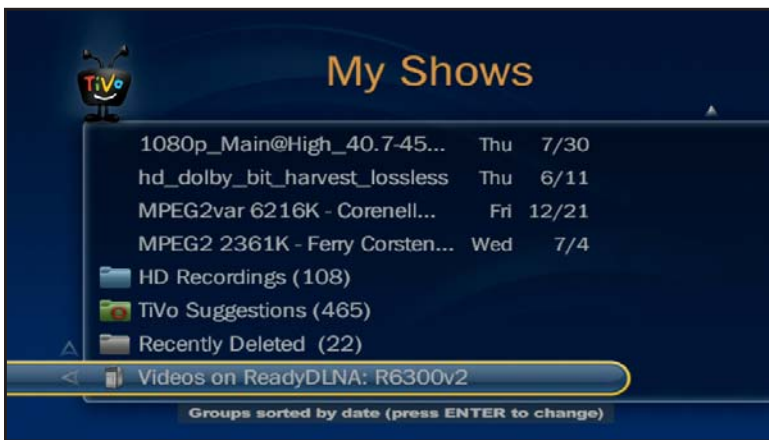 My Shows
TiVo
1080p_Main@High_40.7-45... Thu 7/30
hd_dolby_bit_harvest_lossless Thu 6/11
MPEG2var 6216K - Corenell... Fri 12/21
MPEG2 2361K - Ferry Corsten... Wed 7/4
HD Recordings (108)
TiVo Suggestions (465)
Recently Deleted (22)
Videos on ReadyDLNA: R6300v2
Groups sorted by date (press ENTER to change)